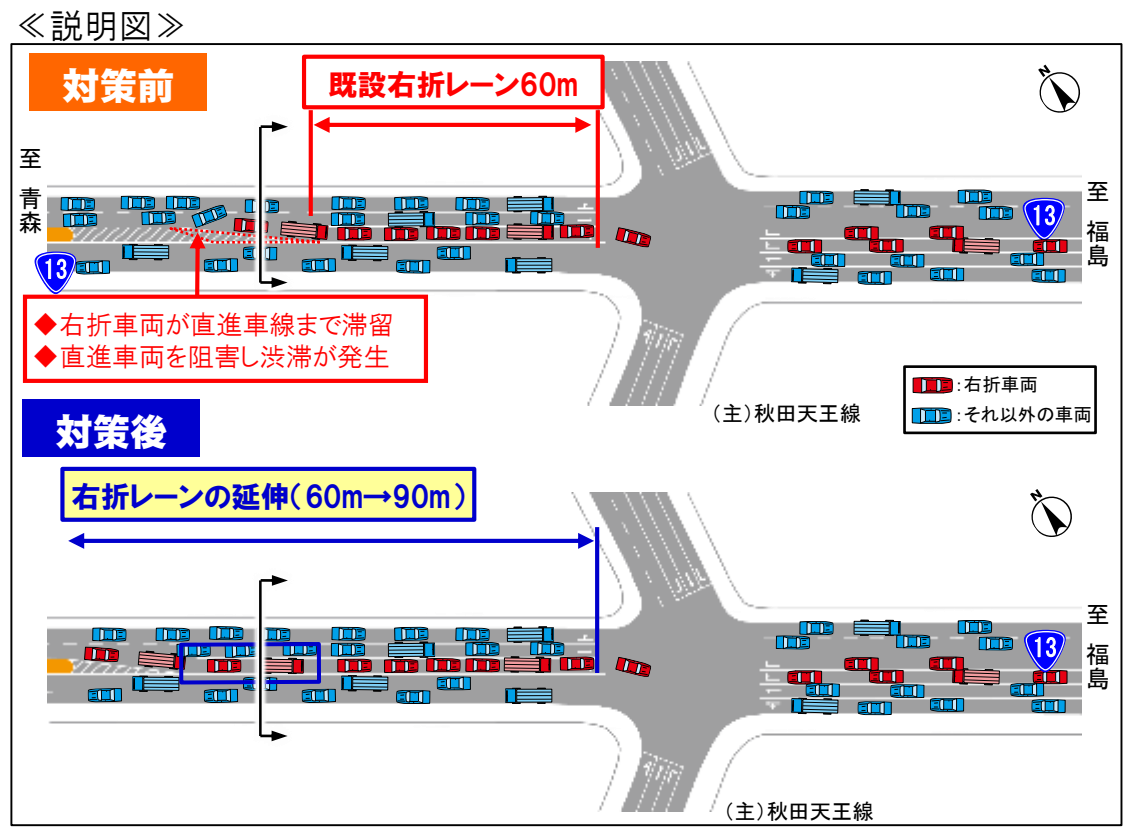 ≪説明図≫
対策前
既設右折レーン60m
N
至 青森
至 福島
13
13
◆右折車両が直進車線まで滞留
◆直進車両を阻害し渋滞が発生
:右折車両
:それ以外の車両
(主)秋田天王線
対策後
右折レーンの延伸(60m→90m)
N
至 福島
13
(主)秋田天王線